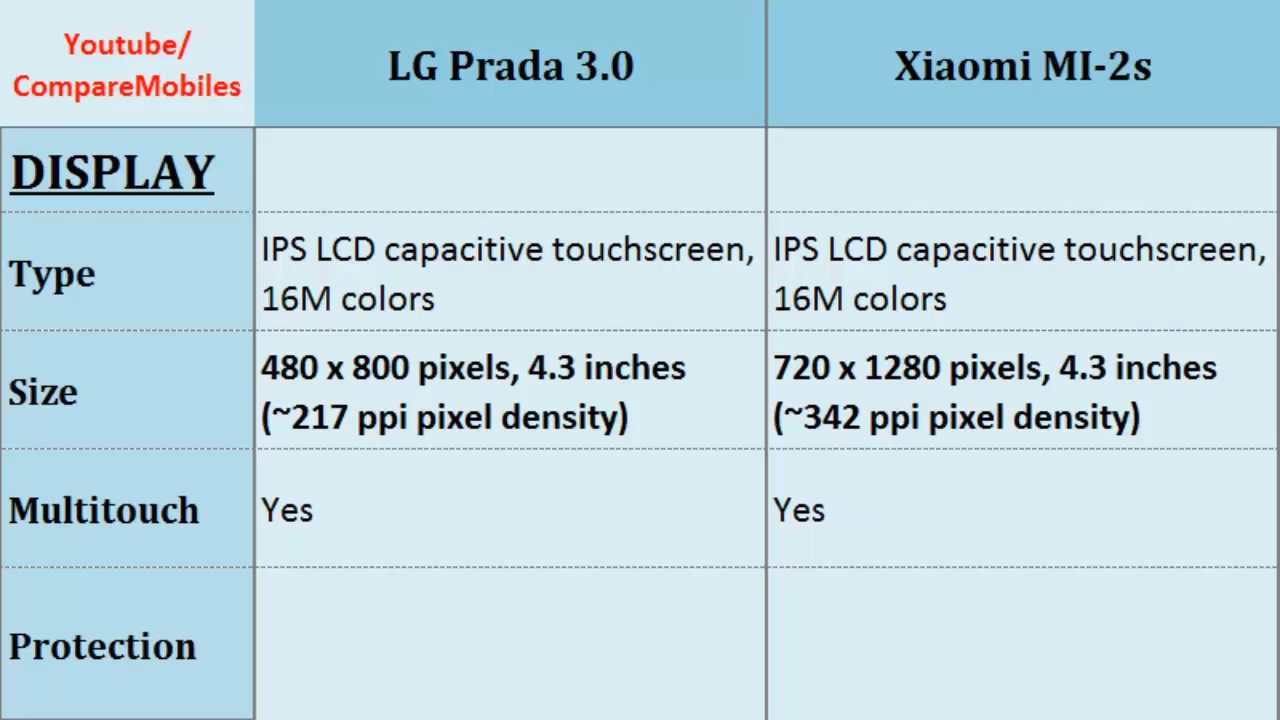 Youtube/
CompareMobiles
LG Prada 3.0
Xiaomi MI-2s
DISPLAY
Type
IPS LCD capacitive touchscreen,
16M colors
IPS LCD capacitive touchscreen,
16M colors
Size
480 x 800 pixels, 4.3 inches
(~217 ppi pixel density)
720 x 1280 pixels, 4.3 inches
(~342 ppi pixel density)
Multitouch
Yes
Yes
Protection